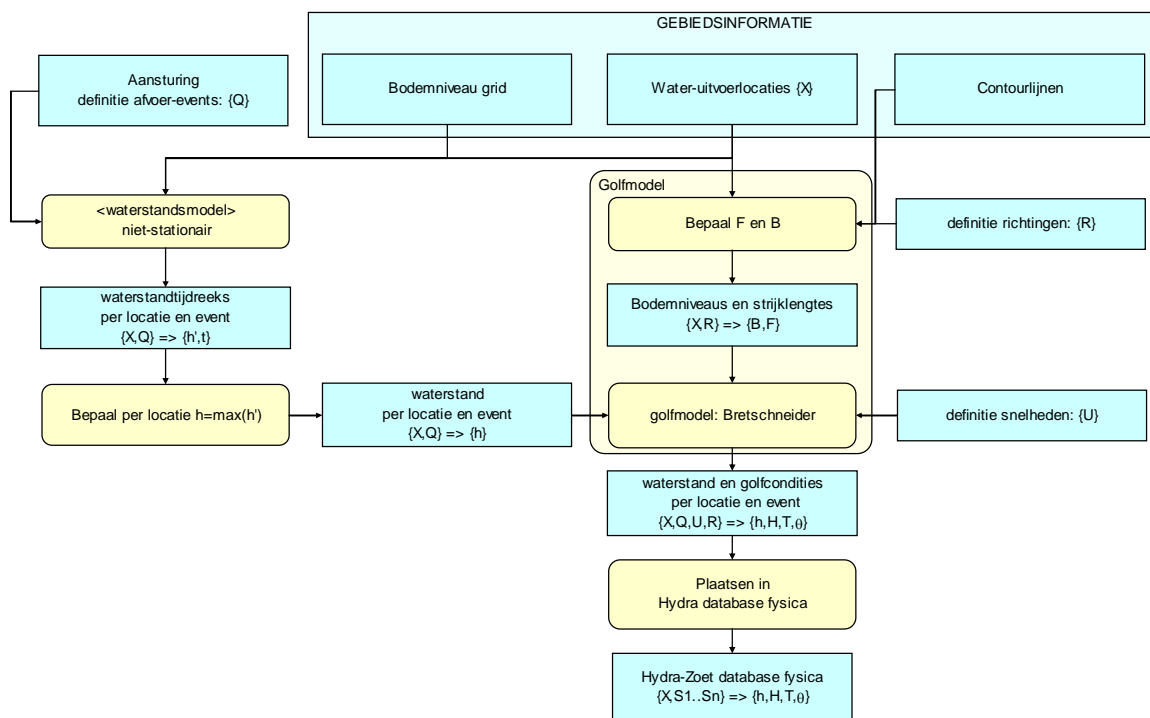 GEBIEDSINFORMATIE
Aansturing
definitie afvoer-events: {Q}
Bodemniveau grid
Water-uitvoerlocaties {X}
Contourlijnen
Golfmodel
<waterstandsmodel>
niet-stationair
Bepaal F en B
definitie richtingen: {R}
waterstandtijdreeks
per locatie en event
{X,Q} => {h',t}
Bodemniveaus en strijklengtes
{X,R} => {B,F}
Bepaal per locatie h=max(h')
waterstand
per locatie en event
{X,Q} => {h}
golfmodel: Bretschneider
definitie snelheden: {U}
waterstand en golfcondities
per locatie en event
{X,Q,U,R} => {h,H,T,θ}
Plaatsen in
Hydra database fysica
Hydra-Zoet database fysica
{X,S1..Sn} => {h,H,T,θ}